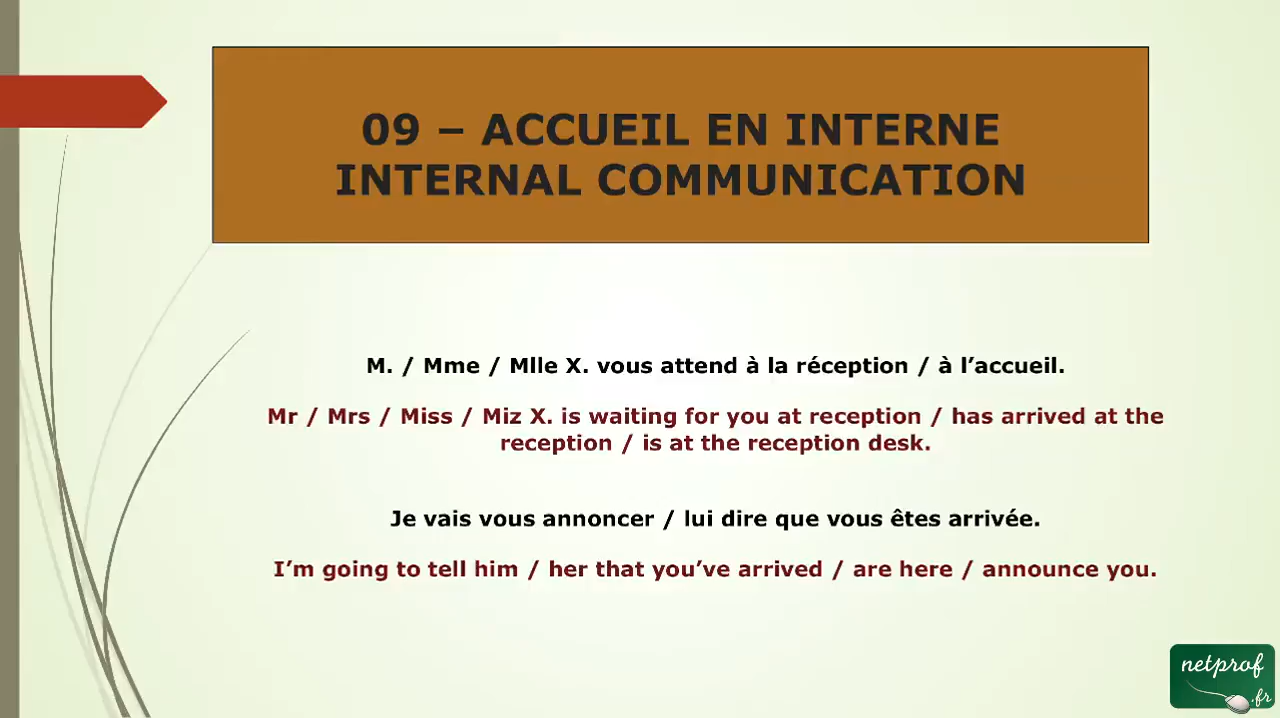 09 – ACCUEIL EN INTERNE
INTERNAL COMMUNICATION
M. / Mme / Mlle X. vous attend à la réception / à l’accueil.
Mr / Mrs / Miss / Miz X. is waiting for you at reception / has arrived at the
reception / is at the reception desk.
Je vais vous annoncer / lui dire que vous êtes arrivée.
I’m going to tell him / her that you’ve arrived / are here / announce you.
netprof
.fr